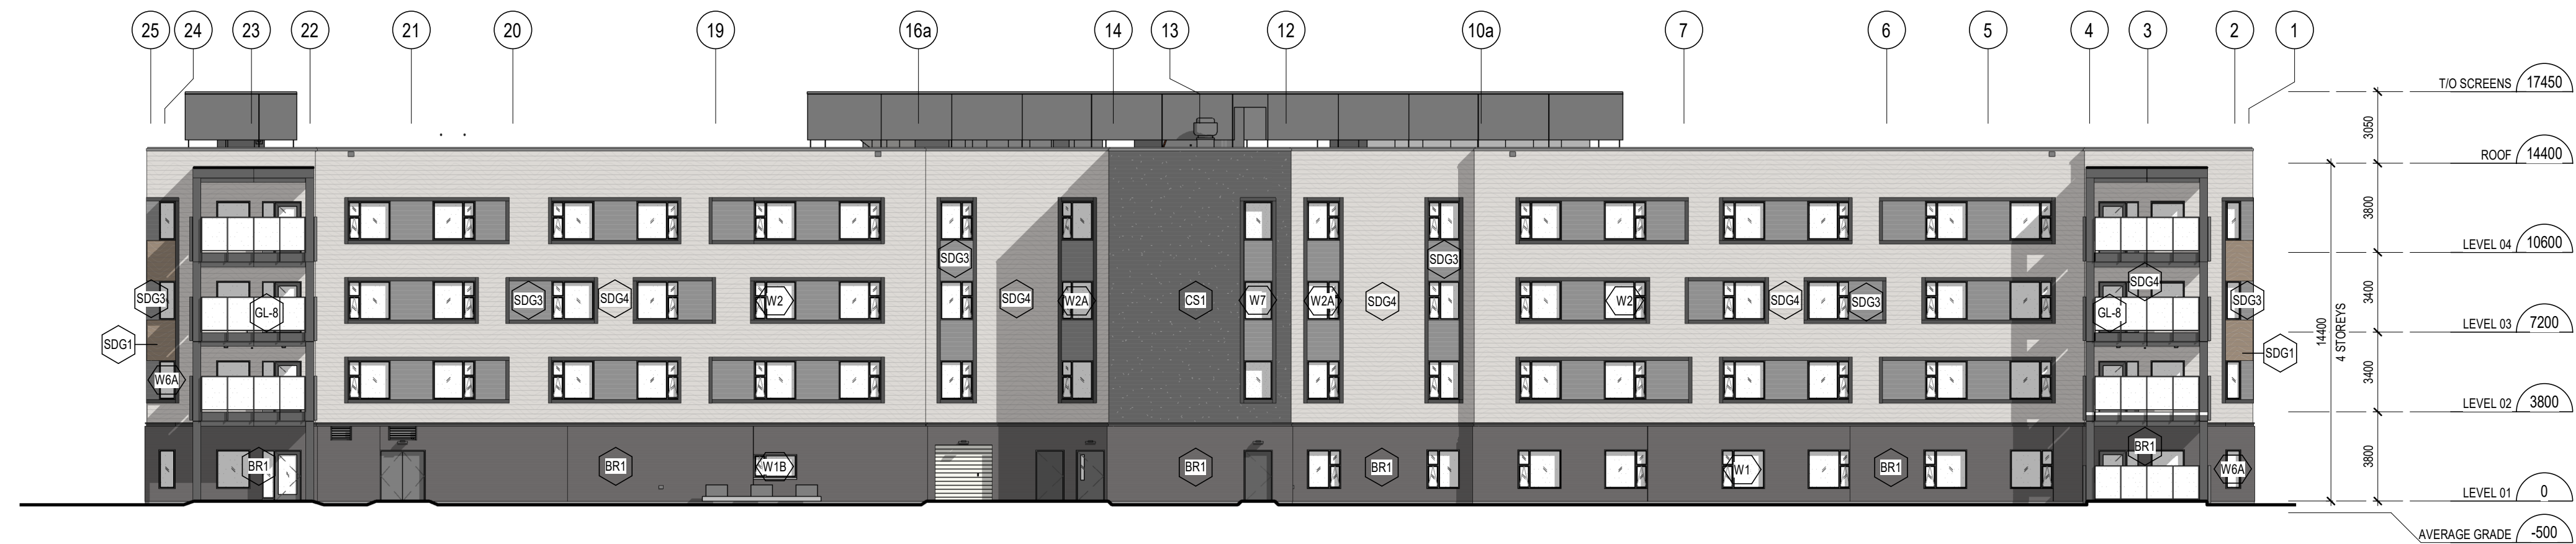 25 24 23 22 21 20 19 16a 14 13 12 10a 7 6 5 4 3 2 1
T/O SCREENS 17450
3050
ROOF 14400
3800
LEVEL 04 10600
SDG3 SDG3
SDG4
SDG3 SDG3 SDG4 W2 SDG4 W2A CS1 W7 W2A SDG4 W2 SDG4 SDG3 SDG3
GL-8 GL-8
3400
LEVEL 03 7200
14400
4 STOREYS
SDG1 SDG1
W6A
3400
LEVEL 02 3800
BR1
BR1 BR1 W1B BR1 BR1 W1 BR1 W6A
3800
LEVEL 01 0
AVERAGE GRADE -500